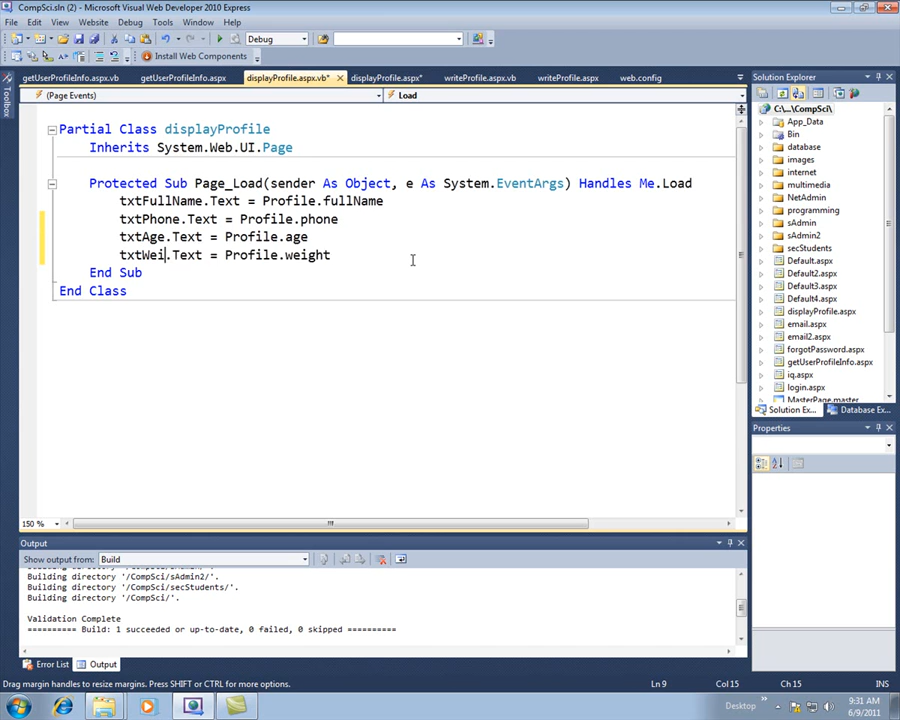 CompSci.sln (2) - Microsoft Visual Web Developer 2010 Express
File Edit View Website Build Debug Tools Window Help
Debug
Install Web Components
getUserProfileInfo.aspx.vb getUserProfileInfo.aspx displayProfile.aspx.vb* displayProfile.aspx* writeProfile.aspx.vb writeProfile.aspx web.config
Toolbox
(Page Events) Load
Partial Class displayProfile
Inherits System.Web.UI.Page
Protected Sub Page_Load(sender As Object, e As System.EventArgs) Handles Me.Load
txtFullName.Text = Profile.fullName
txtPhone.Text = Profile.phone
txtAge.Text = Profile.age
txtWei.Text = Profile.weight
End Sub
End Class
150 %
Solution Explorer
C:\...\CompSci\
App_Data
Bin
database
images
internet
multimedia
NetAdmin
programming
sAdmin
sAdmin2
secStudents
Default.aspx
Default2.aspx
Default3.aspx
Default4.aspx
displayProfile.aspx
email.aspx
email2.aspx
forgotPassword.aspx
getUserProfileInfo.aspx
iq.aspx
login.aspx
MasterPage.master
Solution Ex... Database Ex...
Properties
Output
Show output from: Build
Building directory '/CompSci/sAdmin/'.
Building directory '/CompSci/sAdmin2/'.
Building directory '/CompSci/secStudents/'.
Building directory '/CompSci/'.
Validation Complete
========== Build: 1 succeeded or up-to-date, 0 failed, 0 skipped ==========
Error List Output
Drag margin handles to resize margins. Press SHIFT or CTRL for more options. Ln 9 Col 15 Ch 15 INS
Desktop 9:31 AM
6/9/2011